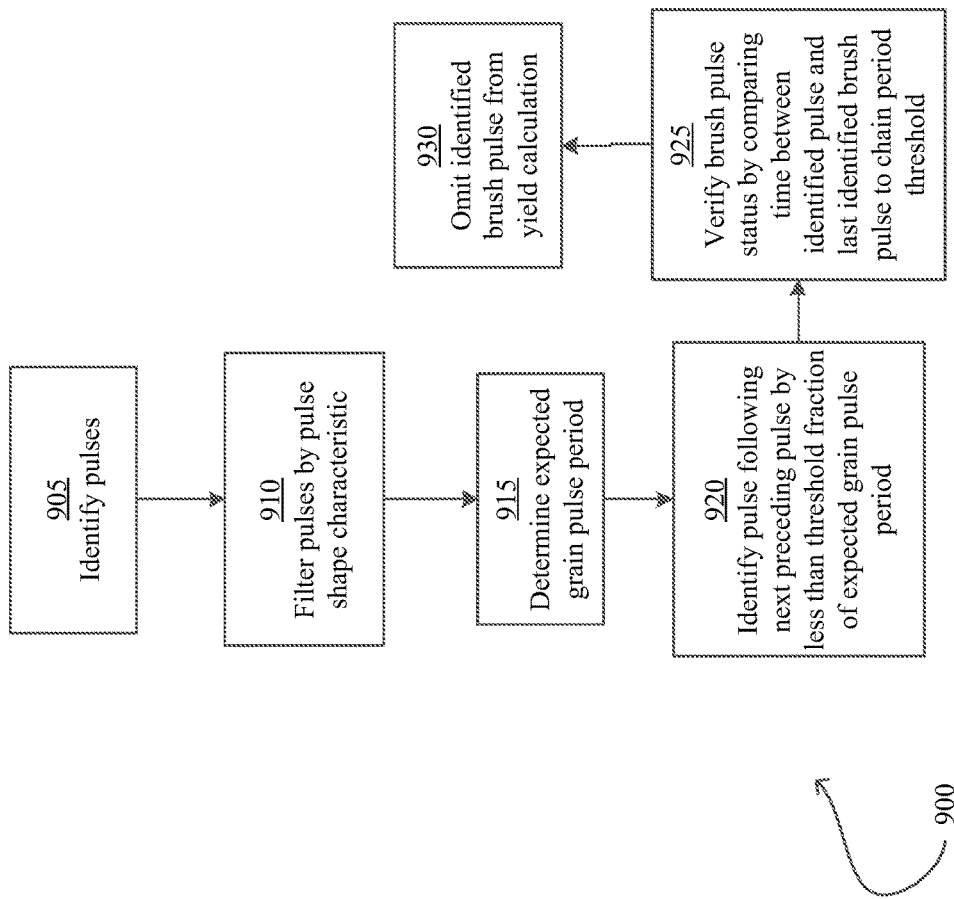 905
Identify pulses
910
Filter pulses by pulse
shape characteristic
915
Determine expected
grain pulse period
920
Identify pulse following
next preceding pulse by
less than threshold fraction
of expected grain pulse
period
925
Verify brush pulse
status by comparing
time between
identified pulse and
last identified brush
pulse to chain period
threshold
930
Omit identified
brush pulse from
yield calculation
900